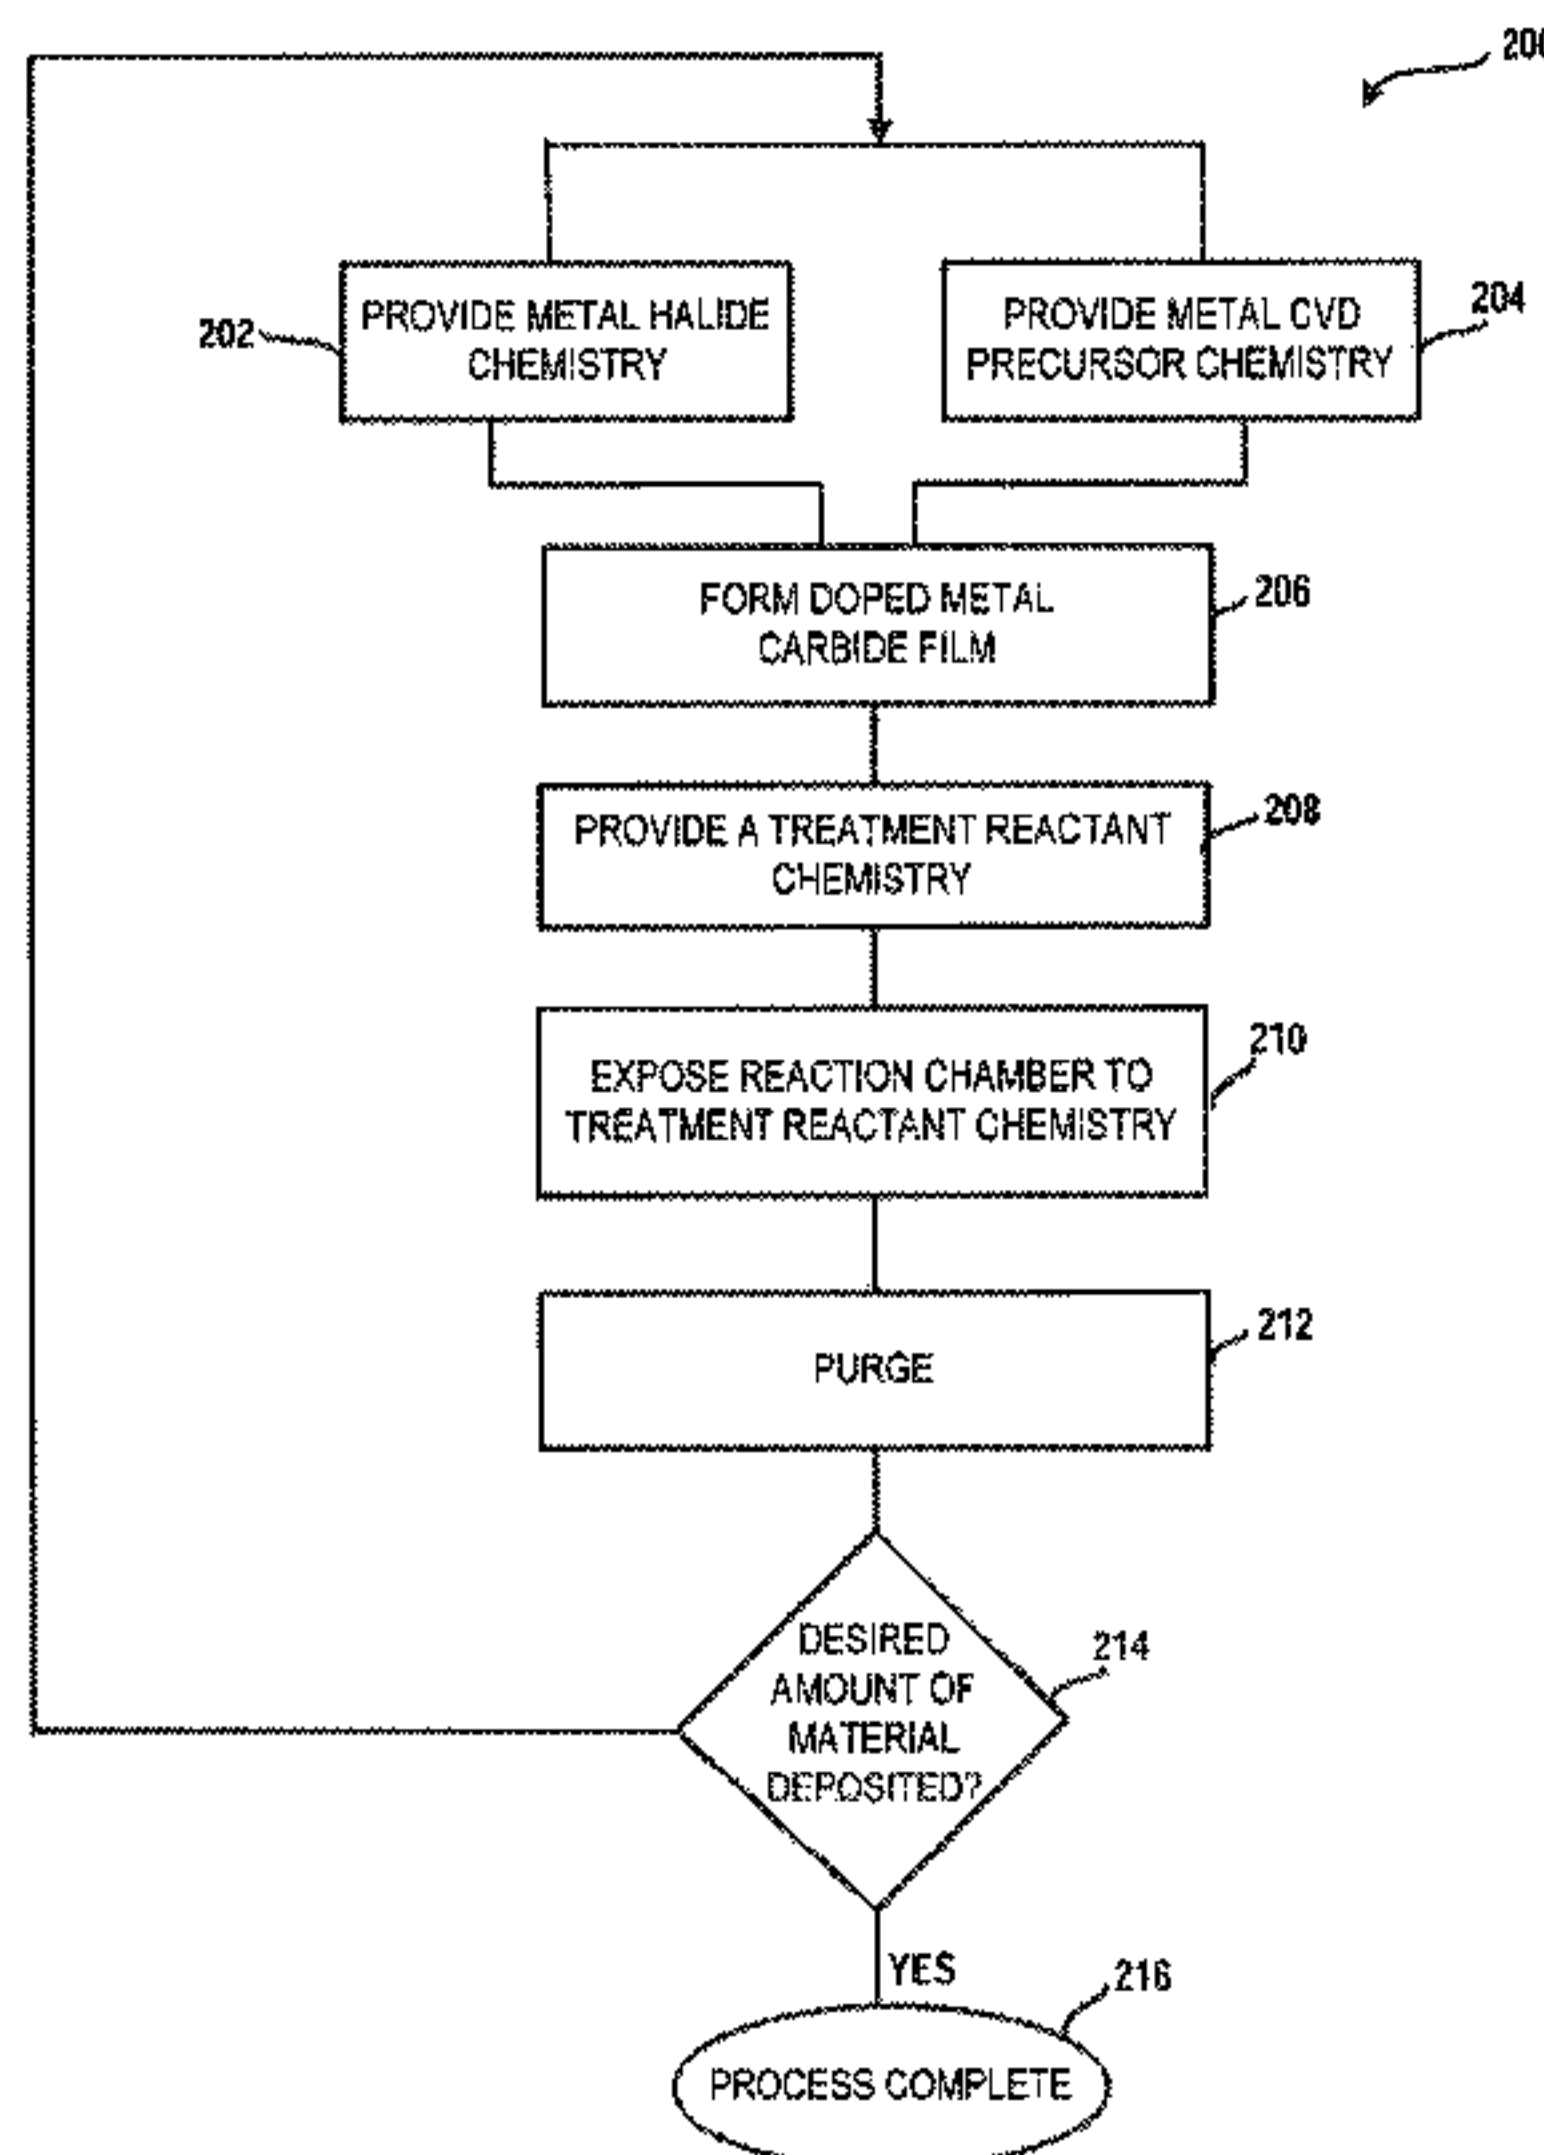 200
PROVIDE METAL HALIDE
CHEMISTRY
202
PROVIDE METAL CVD
PRECURSOR CHEMISTRY
204
FORM DOPED METAL
CARBIDE FILM
206
PROVIDE A TREATMENT REACTANT
CHEMISTRY
208
EXPOSE REACTION CHAMBER TO
TREATMENT REACTANT CHEMISTRY
210
PURGE
212
DESIRED
AMOUNT OF
MATERIAL
DEPOSITED?
214
YES
216
PROCESS COMPLETE